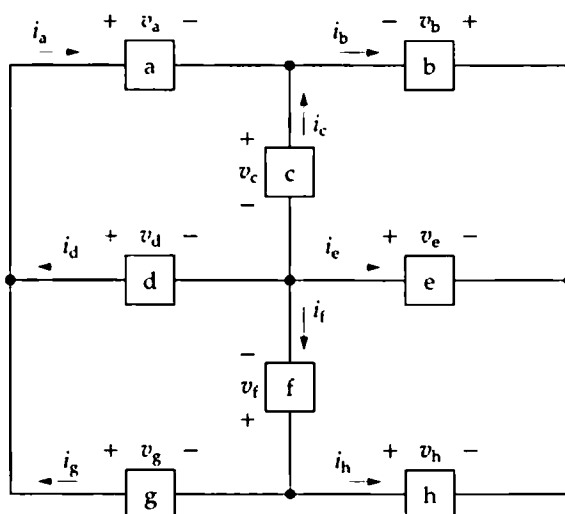 i_a + v_a − i_b − v_b +
a b
i_c
+
v_c c
−
i_d + v_d − i_e + v_e −
d e
i_f
−
v_f f
+
i_g + v_g − i_h + v_h −
g h